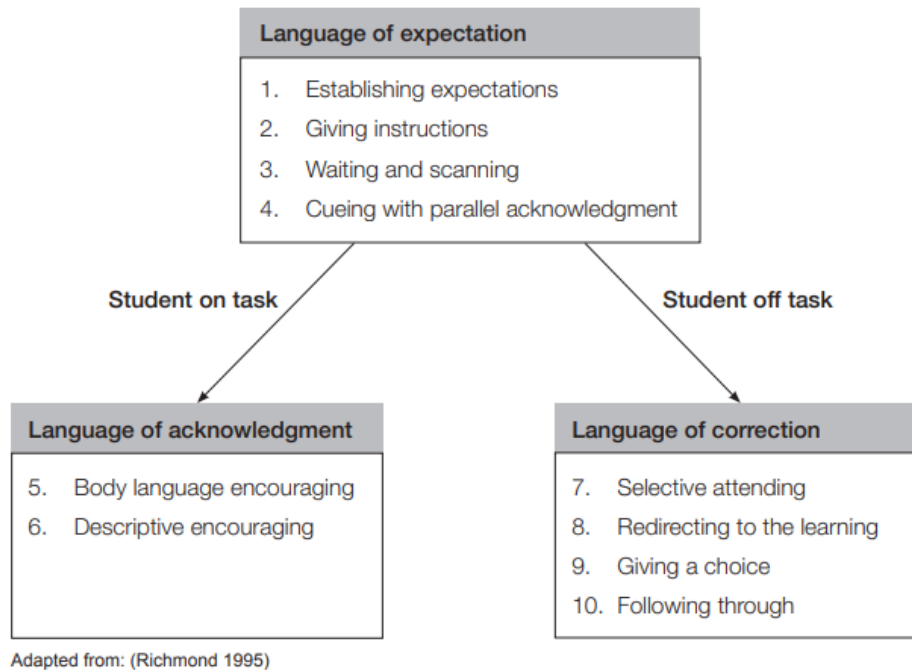 Language of expectation
1. Establishing expectations
2. Giving instructions
3. Waiting and scanning
4. Cueing with parallel acknowledgment
Student on task
Student off task
Language of acknowledgment
5. Body language encouraging
6. Descriptive encouraging
Language of correction
7. Selective attending
8. Redirecting to the learning
9. Giving a choice
10. Following through
Adapted from: (Richmond 1995)